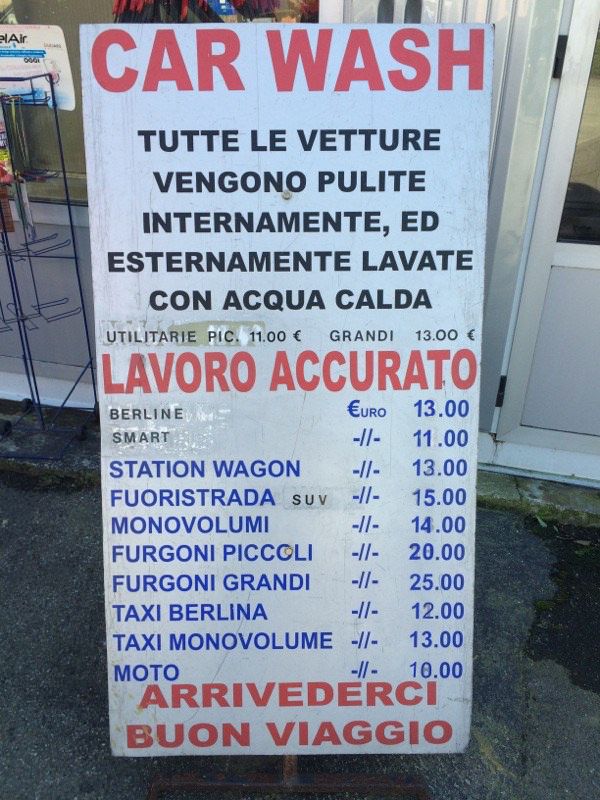 elAir
OGGI
CAR WASH
TUTTE LE VETTURE
VENGONO PULITE
INTERNAMENTE, ED
ESTERNAMENTE LAVATE
CON ACQUA CALDA
UTILITARIE PIC. 11.00 € GRANDI 13.00 €
LAVORO ACCURATO
BERLINE €URO 13.00
SMART -//- 11.00
STATION WAGON -//- 13.00
FUORISTRADA SUV -//- 15.00
MONOVOLUMI -//- 14.00
FURGONI PICCOLI -//- 20.00
FURGONI GRANDI -//- 25.00
TAXI BERLINA -//- 12.00
TAXI MONOVOLUME -//- 13.00
MOTO -//- 10.00
ARRIVEDERCI
BUON VIAGGIO